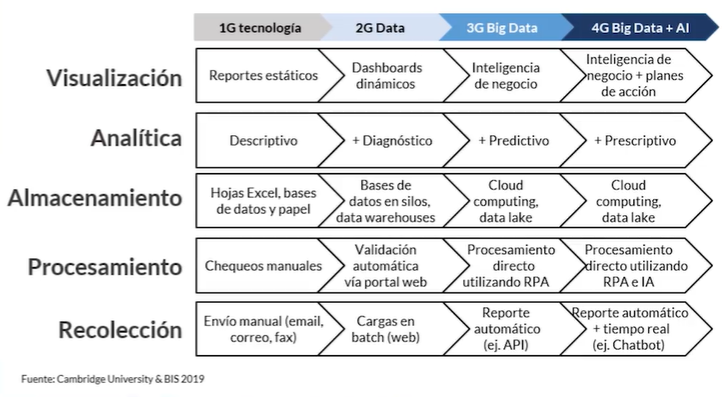 1G tecnología 2G Data 3G Big Data 4G Big Data + AI
Visualización
Reportes estáticos
Dashboards
dinámicos
Inteligencia
de negocio
Inteligencia de
negocio + planes
de acción
Analítica
Descriptivo
+ Diagnóstico
+ Predictivo
+ Prescriptivo
Almacenamiento
Hojas Excel, bases
de datos y papel
Bases de
datos en silos,
data warehouses
Cloud
computing,
data lake
Cloud
computing,
data lake
Procesamiento
Chequeos manuales
Validación
automática
vía portal web
Procesamiento
directo
utilizando RPA
Procesamiento
directo utilizando
RPA e IA
Recolección
Envío manual (email,
correo, fax)
Cargas en
batch (web)
Reporte
automático
(ej. API)
Reporte automático
+ tiempo real
(ej. Chatbot)
Fuente: Cambridge University & BIS 2019